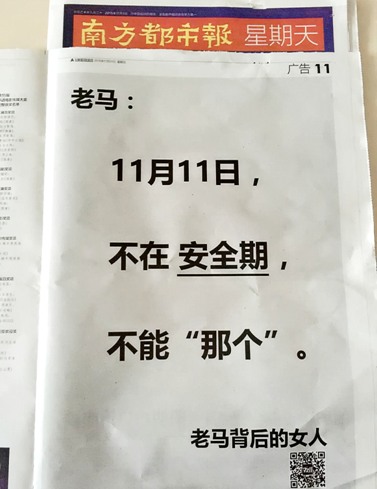 南方都市報 星期天
广告 11
老马：
11月11日，
不在 安全期，
不能“那个”。
老马背后的女人